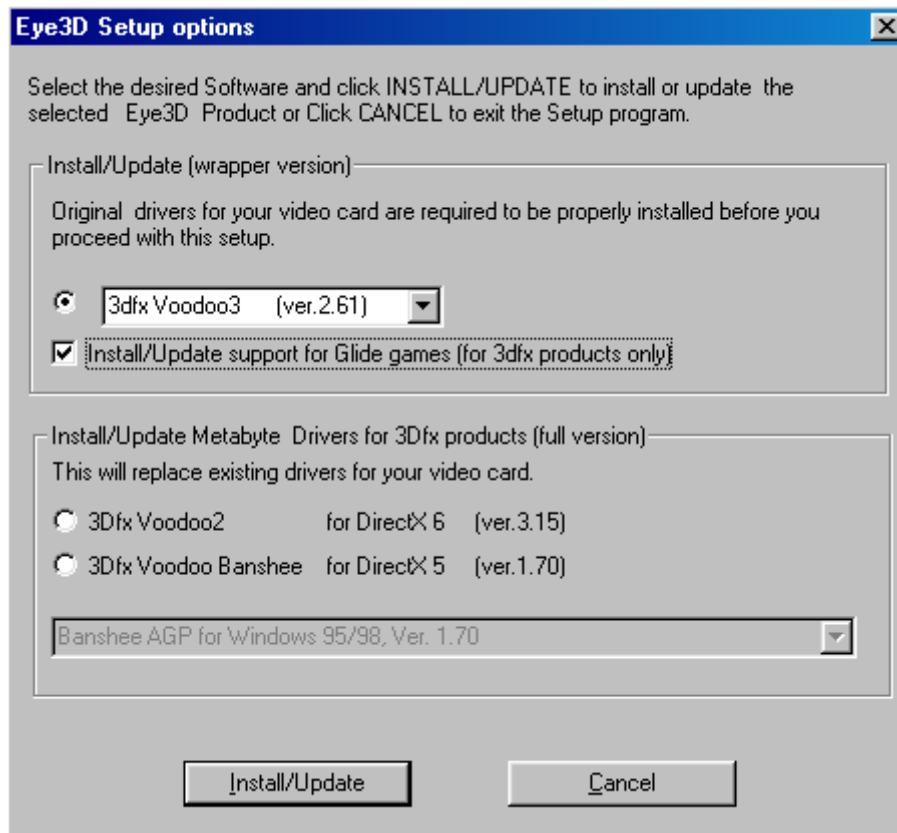 Eye3D Setup options
Select the desired Software and click INSTALL/UPDATE to install or update the
selected Eye3D Product or Click CANCEL to exit the Setup program.
Install/Update (wrapper version)
Original drivers for your video card are required to be properly installed before you
proceed with this setup.
3dfx Voodoo3 (ver.2.61)
Install/Update support for Glide games (for 3dfx products only)
Install/Update Metabyte Drivers for 3Dfx products (full version)
This will replace existing drivers for your video card.
3Dfx Voodoo2 for DirectX 6 (ver.3.15)
3Dfx Voodoo Banshee for DirectX 5 (ver.1.70)
Banshee AGP for Windows 95/98, Ver. 1.70
Install/Update Cancel